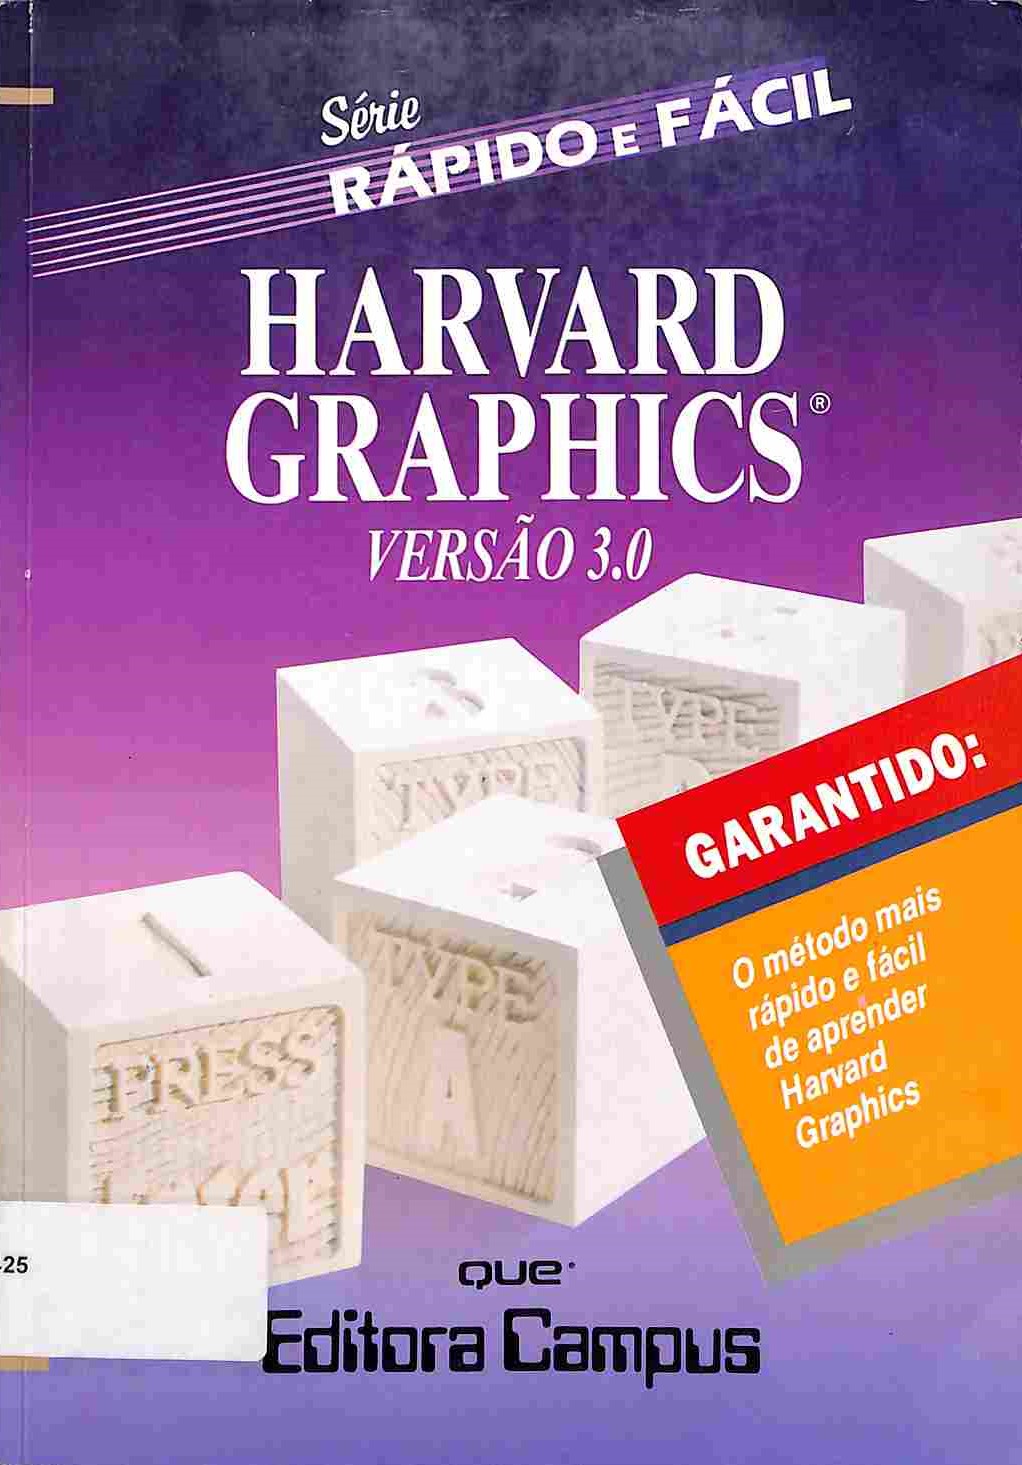 Série
RÁPIDO E FÁCIL
HARVARD
GRAPHICS®
VERSÃO 3.0
TYPE
TYPE
GARANTIDO:
O método mais
rápido e fácil
de aprender
Harvard
Graphics
TYPE
A
PRESS
-25
que
Editora Campus